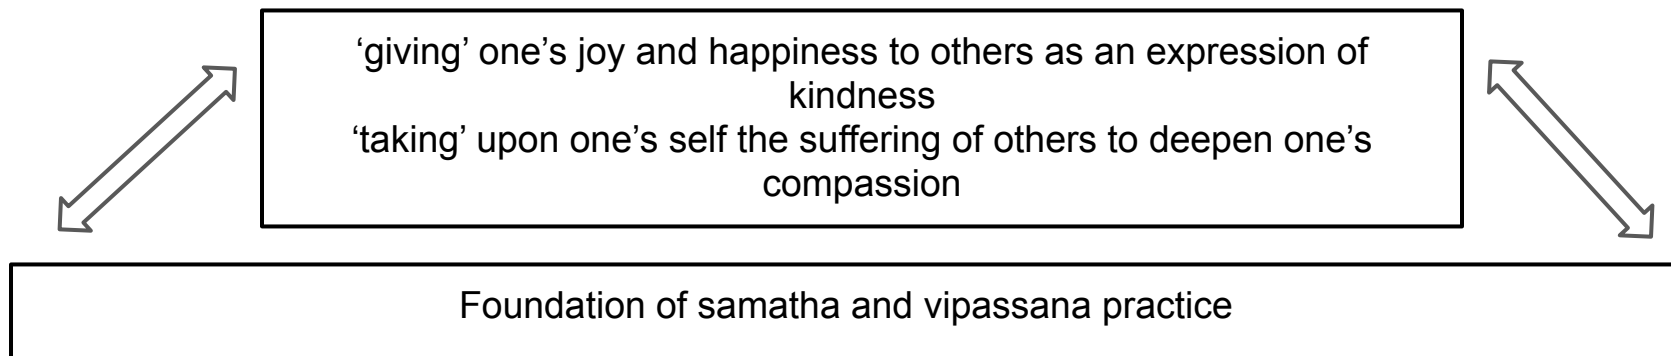 ‘giving’ one’s joy and happiness to others as an expression of
kindness
‘taking’ upon one’s self the suffering of others to deepen one’s
compassion
Foundation of samatha and vipassana practice